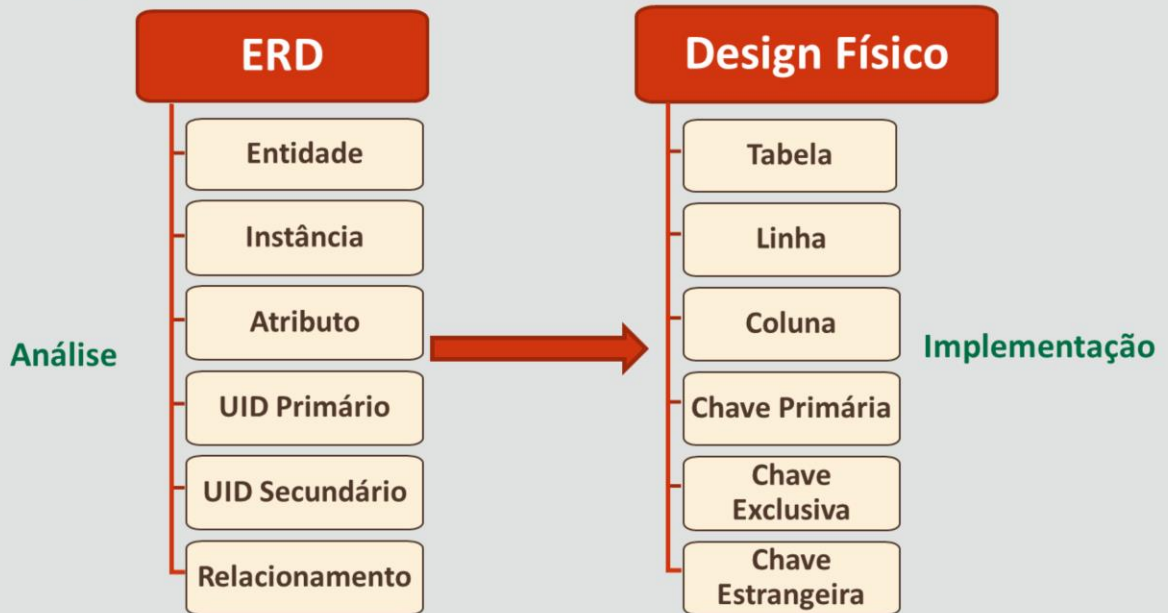 ERD
Entidade
Instância
Atributo
UID Primário
UID Secundário
Relacionamento
Análise
Design Físico
Tabela
Linha
Coluna
Chave Primária
Chave
Exclusiva
Chave
Estrangeira
Implementação